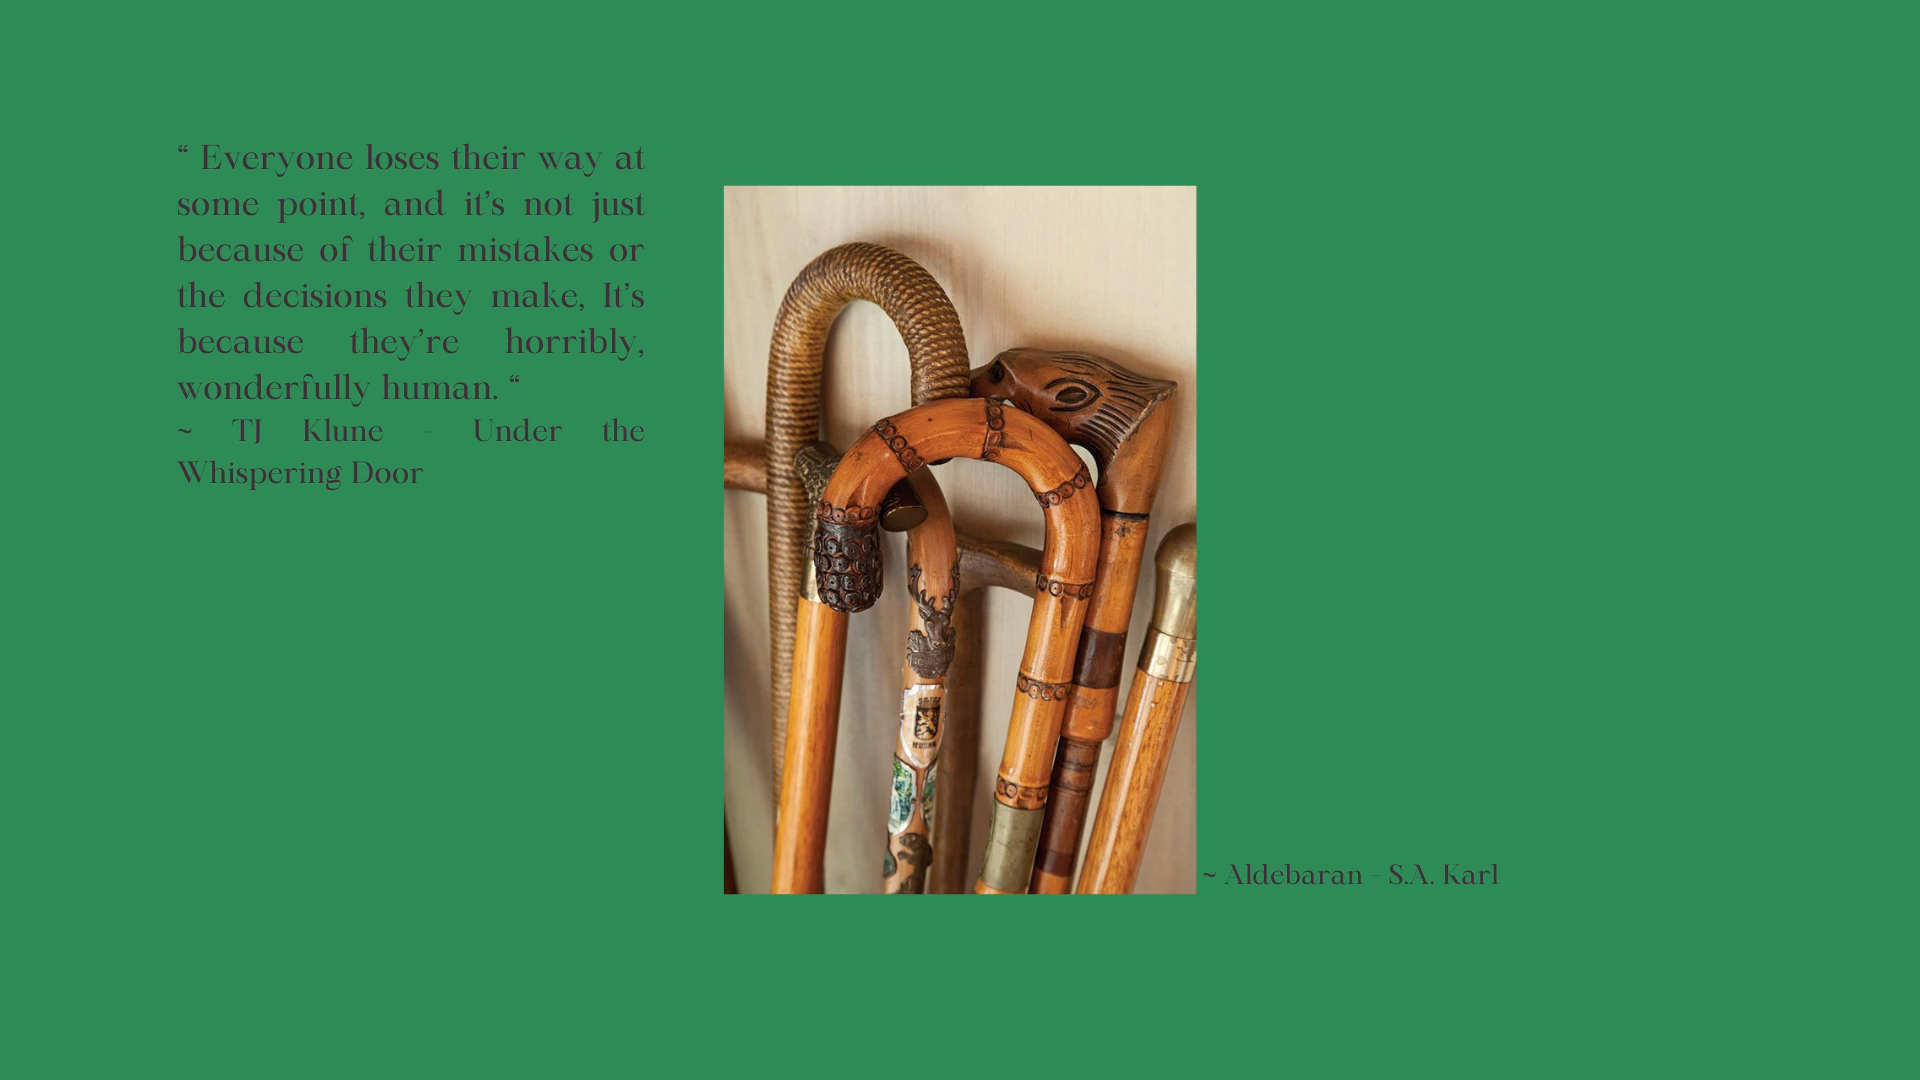 “ Everyone loses their way at
some point, and it’s not just
because of their mistakes or
the decisions they make, It’s
because they’re horribly,
wonderfully human. “
~ TJ Klune - Under the
Whispering Door
~ Aldebaran - S.A. Karl